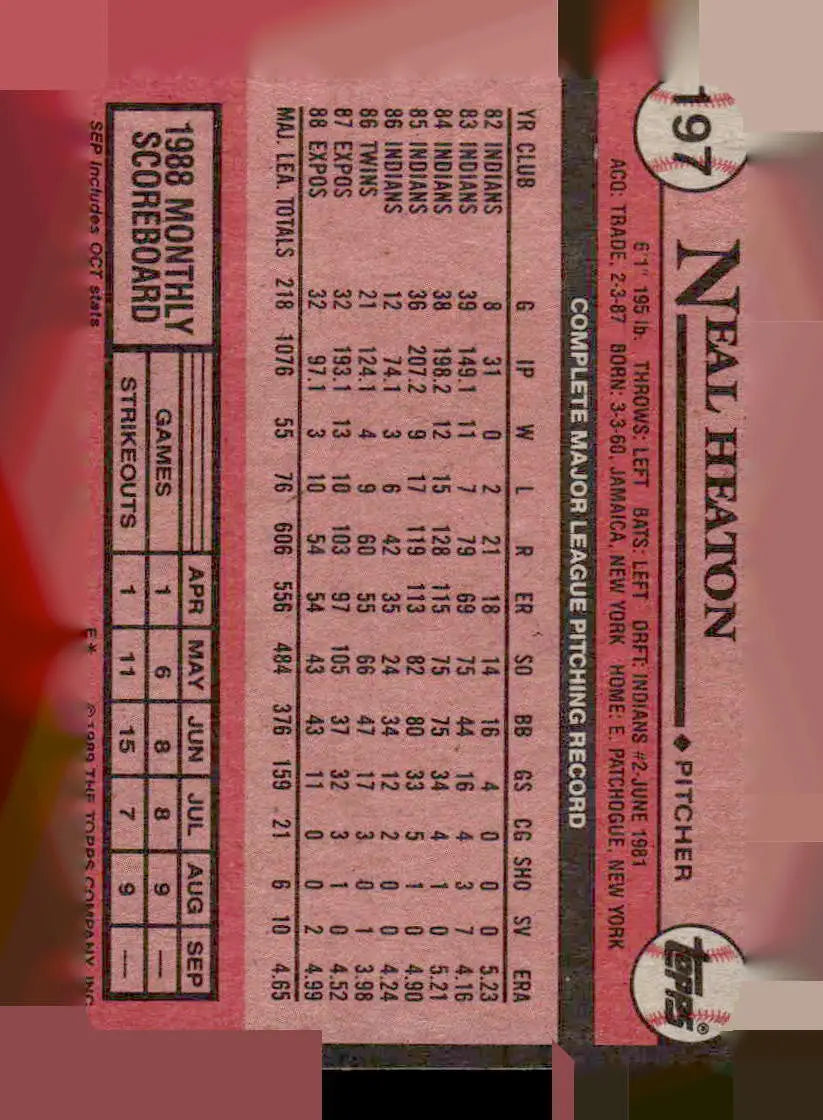 197
NEAL HEATON ♦ PITCHER
TOPPS®
6'1" 195 lb. THROWS: LEFT BATS: LEFT DRFT: INDIANS #2-JUNE 1981
ACQ: TRADE, 2-3-87 BORN: 3-3-60, JAMAICA, NEW YORK HOME: E. PATCHOGUE, NEW YORK
COMPLETE MAJOR LEAGUE PITCHING RECORD
YR CLUB G IP W L R ER SO BB GS CG SHO SV ERA
82 INDIANS 8 31 0 2 21 18 14 16 4 0 0 0 5.23
83 INDIANS 39 149.1 11 7 79 69 75 44 16 4 3 7 4.16
84 INDIANS 38 198.2 12 15 128 115 75 75 34 4 1 0 5.21
85 INDIANS 36 207.2 9 17 119 113 82 80 33 5 1 0 4.90
86 INDIANS 12 74.1 3 6 42 35 24 34 12 2 0 0 4.24
86 TWINS 21 124.1 4 9 60 55 66 47 17 3 0 1 3.98
87 EXPOS 32 193.1 13 10 103 97 105 37 32 3 1 0 4.52
88 EXPOS 32 97.1 3 10 54 54 43 43 11 0 0 2 4.99
MAJ. LEA. TOTALS 218 1076 55 76 606 556 484 376 159 21 6 10 4.65
1988 MONTHLY
SCOREBOARD
APR MAY JUN JUL AUG SEP
GAMES 1 6 8 8 9 —
STRIKEOUTS 1 11 15 7 9 —
SEP includes OCT stats E* © 1989 THE TOPPS COMPANY, INC.